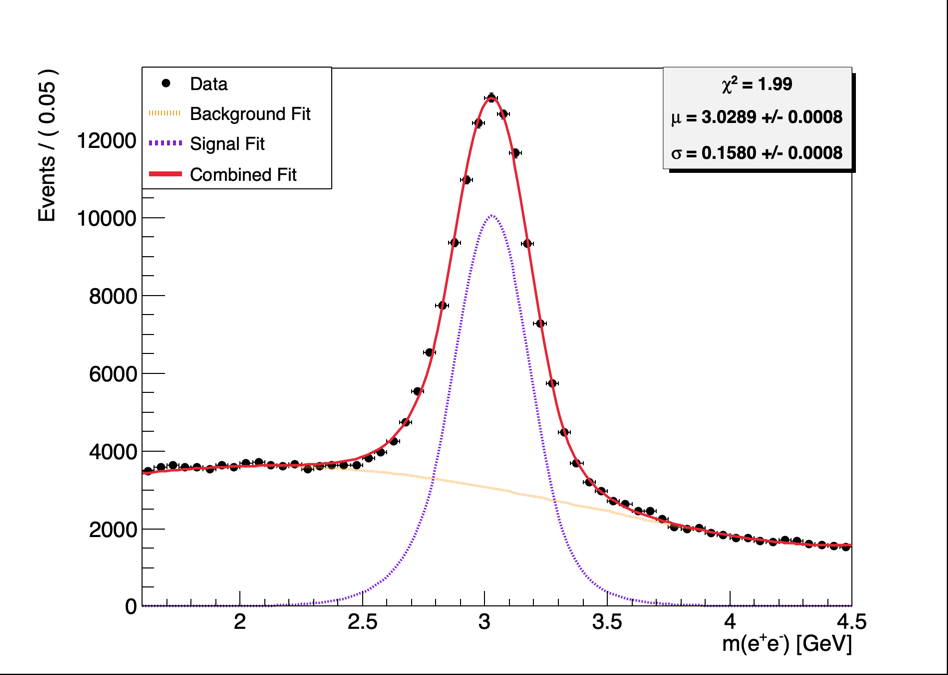 Events / ( 0.05 )
Data
Background Fit
Signal Fit
Combined Fit
χ² = 1.99
μ = 3.0289 +/- 0.0008
σ = 0.1580 +/- 0.0008
12000
10000
8000
6000
4000
2000
0
2 2.5 3 3.5 4 4.5
m(e⁺e⁻) [GeV]